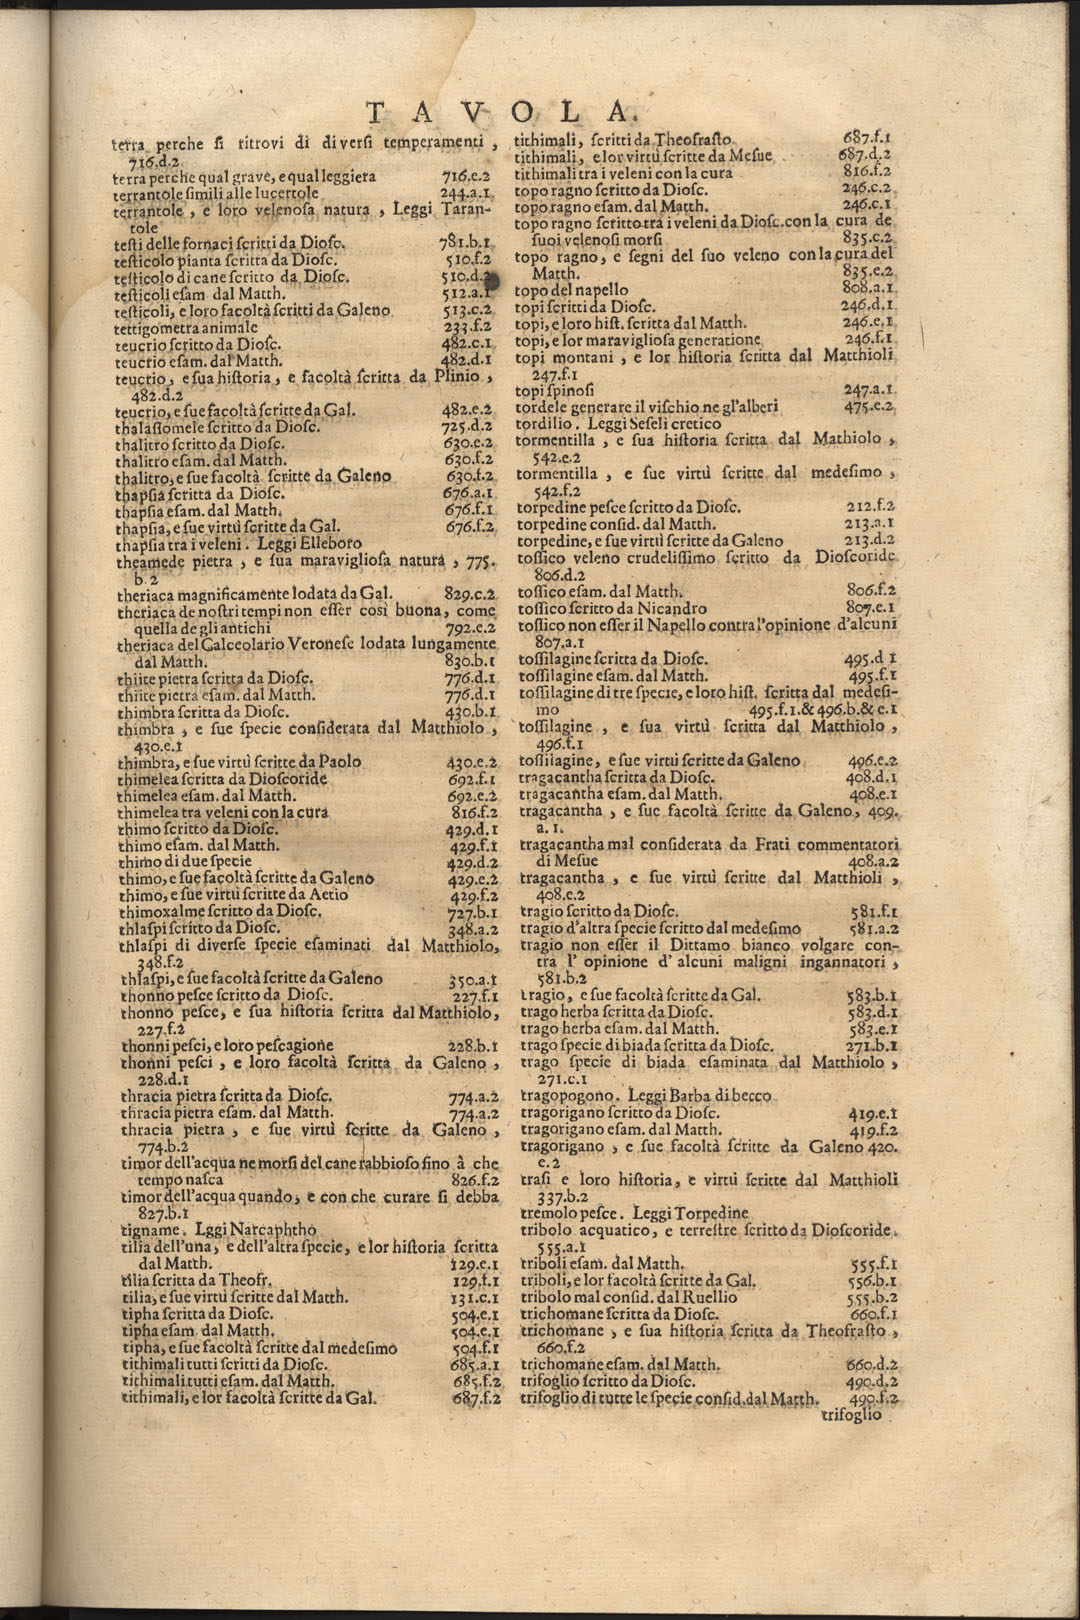 TAVOLA.
terra perche ſi ritrovi di diverſi temperamenti,
716.d.2
terra perche qual grave, e qual leggiera 716.e.2
terrantole ſimili alle lucertole 244.a.1
terrantole, e loro velenoſa natura, Leggi Taran-
tole
teſti delle fornaci ſcritti da Dioſc. 781.b.1
teſticolo pianta ſcritta da Dioſc. 510.f.2
teſticolo di cane ſcritto da Dioſc. 510.d.2
teſticoli eſam. dal Matth. 512.a.1
teſticoli, e loro facoltà ſcritti da Galeno 513.c.2
tettigometra animale 233.f.2
teucrio ſcritto da Dioſc. 482.c.1
teucrio eſam. dal Matth. 482.d.1
teucrio, e ſua hiſtoria, e facoltà ſcritta da Plinio,
482.d.2
teucrio, e ſue facoltà ſcritte da Gal. 482.e.2
thalaſſomele ſcritto da Dioſc. 725.d.2
thalitro ſcritto da Dioſc. 630.e.2
thalitro eſam. dal Matth. 630.f.2
thalitro, e ſue facoltà ſcritte da Galeno 630.f.2
thapſia ſcritta da Dioſc. 676.a.1
thapſia eſam. dal Matth. 676.f.1
thapſia, e ſue virtù ſcritte da Gal. 676.f.2
thapſia tra i veleni. Leggi Elleboro
theamede pietra, e ſua maravigliosa natura, 775.
b.2
theriaca magnificamente lodata da Gal. 829.c.2
theriaca de noſtri tempi non eſſer così buona, come
quella de gli antichi 792.e.2
theriaca del Calceolario Veroneſe lodata lungamente
dal Matth. 830.b.1
thiite pietra ſcritta da Dioſc. 776.d.1
thiite pietra eſam. dal Matth. 776.d.1
thimbra ſcritta da Dioſc. 430.b.1
thimbra, e ſue ſpecie conſiderata dal Matthiolo,
430.e.1
thimbra, e ſue virtù ſcritte da Paolo 430.e.2
thimelea ſcritta da Dioſcoride 692.f.1
thimelea eſam. dal Matth. 692.e.2
thimelea tra veleni con la cura 816.f.2
thimo ſcritto da Dioſc. 429.d.1
thimo eſam. dal Matth. 429.f.1
thimo di due ſpecie 429.d.2
thimo, e ſue facoltà ſcritte da Galeno 429.e.2
thimo, e ſue virtù ſcritte da Aetio 429.f.2
thimoxalme ſcritto da Dioſc. 727.b.1
thlaſpi ſcritto da Dioſc. 348.a.2
thlaſpi di diverſe ſpecie eſaminati dal Matthiolo,
348.f.2
thlaſpi, e ſue facoltà ſcritte da Galeno 350.a.1
thonno peſce ſcritto da Dioſc. 227.f.1
thonno peſce, e ſua hiſtoria ſcritta dal Matthiolo,
227.f.2
thonni peſci, e loro peſcagione 228.b.1
thonni peſci, e loro facoltà ſcritta da Galeno,
228.d.1
thracia pietra ſcritta da Dioſc. 774.a.2
thracia pietra eſam. dal Matth. 774.a.2
thracia pietra, e ſue virtù ſcritte da Galeno,
774.b.2
timor dell'acqua ne morſi del cane rabbioſo ſino à che
tempo naſca 826.f.2
timor dell'acqua quando, e con che curare ſi debba
827.b.1
tigname. Lggi Narcaphtho
tilia dell'una, e dell'altra ſpecie, e lor hiſtoria ſcritta
dal Matth. 129.e.1
tilia ſcritta da Theofr. 129.f.1
tilia, e ſue virtù ſcritte dal Matth. 131.c.1
tipha ſcritta da Dioſc. 504.e.1
tipha eſam dal Matth. 504.e.1
tipha, e ſue facoltà ſcritte dal medeſimo 504.f.1
tithimali tutti ſcritti da Dioſc. 685.a.1
tithimali tutti eſam. dal Matth. 685.f.2
tithimali, e lor facoltà ſcritte da Gal. 687.f.2
tithimali, ſcritti da Theofraſto 687.f.1
tithimali, e lor virtù ſcritte da Meſue 687.d.2
tithimali tra i veleni con la cura 816.f.2
topo ragno ſcritto da Dioſc. 246.c.2
topo ragno eſam. dal Matth. 246.c.1
topo ragno ſcritto tra i veleni da Dioſc. con la cura de
ſuoi velenoſi morſi 835.c.2
topo ragno, e ſegni del ſuo veleno con la cura del
Matth. 835.e.2
topo del napello 808.a.1
topi ſcritti da Dioſc. 246.d.1
topi, e loro hiſt. ſcritta dal Matth. 246.e.1
topi, e lor maravigliosa generatione 246.f.1
topi montani, e lor hiſtoria ſcritta dal Matthioli
247.f.1
topi ſpinoſi 247.a.1
tordele generare il viſchio ne gl'alberi 475.e.2
tordilio. Leggi Seſeli cretico
tormentilla, e ſua hiſtoria ſcritta dal Mathiolo,
542.e.2
tormentilla, e ſue virtù ſcritte dal medeſimo,
542.f.2
torpedine peſce ſcritto da Dioſc. 212.f.2
torpedine conſid. dal Matth. 213.a.1
torpedine, e ſue virtù ſcritte da Galeno 213.d.2
toſſico veleno crudeliſſimo ſcritto da Dioſcoride
806.d.2
toſſico eſam. dal Matth. 806.f.2
toſſico ſcritto da Nicandro 807.e.1
toſſico non eſſer il Napello contra l'opinione d'alcuni
807.a.1
toſſilagine ſcritta da Dioſc. 495.d 1
toſſilagine eſam. dal Matth. 495.f.1
toſſilagine di tre ſpecie, e loro hiſt. ſcritta dal medeſi-
mo 495.f.1.& 496.b.& e.1
toſſilagine, e ſua virtù ſcritta dal Matthiolo,
496.f.1
toſſilagine, e ſue virtù ſcritte da Galeno 496.e.2
tragacantha ſcritta da Dioſc. 408.d.1
tragacantha eſam. dal Matth. 408.e.1
tragacantha, e ſue facoltà ſcritte da Galeno, 409.
a.1.
tragacantha mal conſiderata da Frati commentatori
di Meſue 408.a.2
tragacantha, e ſue virtù ſcritte dal Matthioli,
408.e.2
tragio ſcritto da Dioſc. 581.f.1
tragio d'altra ſpecie ſcritto dal medeſimo 581.a.2
tragio non eſſer il Dittamo bianco volgare con-
tra l'opinione d'alcuni maligni ingannatori,
581.b.2
tragio, e ſue facoltà ſcritte da Gal. 583.b.1
trago herba ſcritta da Dioſc. 583.d.1
trago herba eſam. dal Matth. 583.e.1
trago ſpecie di biada ſcritta da Dioſc. 271.b.1
trago ſpecie di biada eſaminata dal Matthiolo,
271.c.1
tragopogono. Leggi Barba di becco
tragorigano ſcritto da Dioſc. 419.e.1
tragorigano eſam. dal Matth. 419.f.2
tragorigano, e ſue facoltà ſcritte da Galeno 420.
e.2
traſi e loro hiſtoria, e virtù ſcritte dal Matthioli
337.b.2
tremolo peſce. Leggi Torpedine
tribolo acquatico, e terreſtre ſcritto da Dioſcoride.
555.a.1
triboli eſam. dal Matth. 555.f.1
triboli, e lor facoltà ſcritte da Gal. 556.b.1
tribolo mal conſid. dal Ruellio 555.b.2
trichomane ſcritta da Dioſc. 660.f.1
trichomane, e ſua hiſtoria ſcritta da Theofraſto,
660.f.2
trichomane eſam. dal Matth. 660.d.2
trifoglio ſcritto da Dioſc. 490.d.2
trifoglio di tutte le ſpecie conſid. dal Matth. 490.f.2
trifoglio